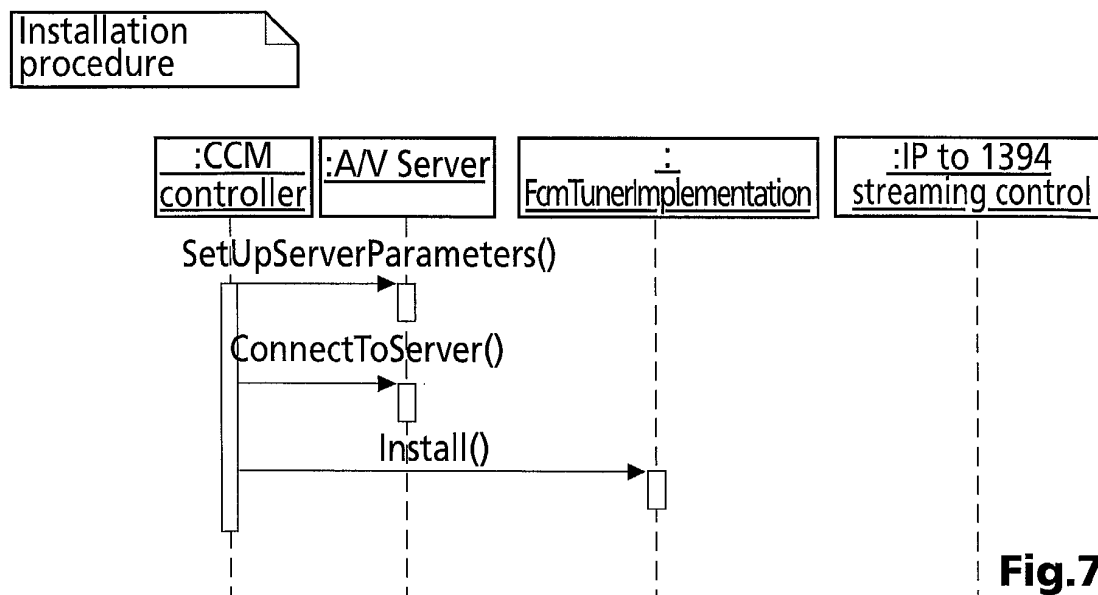 Installation
procedure
:CCM
controller
:A/V Server
:
FcmTunerImplementation
:IP to 1394
streaming control
SetUpServerParameters()
ConnectToServer()
Install()
Fig.7